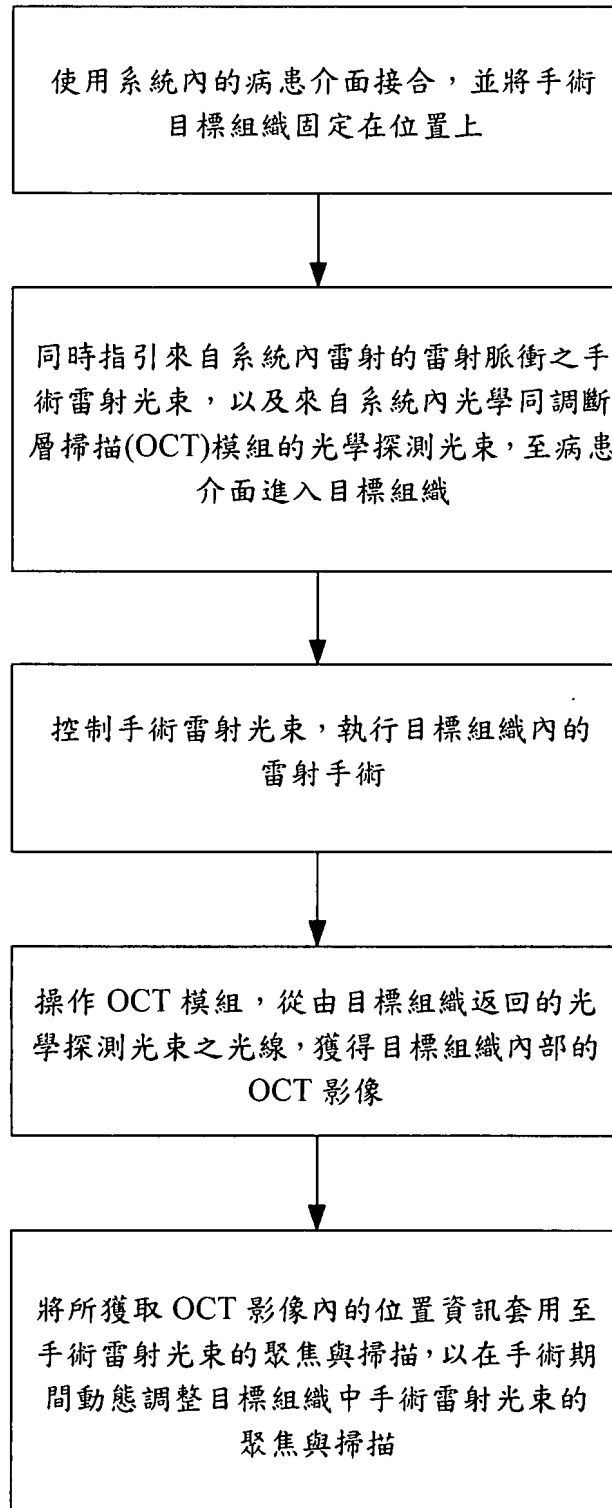 使用系統內的病患介面接合，並將手術
目標組織固定在位置上
同時指引來自系統內雷射的雷射脈衝之手
術雷射光束，以及來自系統內光學同調斷
層掃描(OCT)模組的光學探測光束，至病患
介面進入目標組織
控制手術雷射光束，執行目標組織內的
雷射手術
操作 OCT 模組，從由目標組織返回的光
學探測光束之光線，獲得目標組織內部的
OCT 影像
將所獲取 OCT 影像內的位置資訊套用至
手術雷射光束的聚焦與掃描，以在手術期
間動態調整目標組織中手術雷射光束的
聚焦與掃描